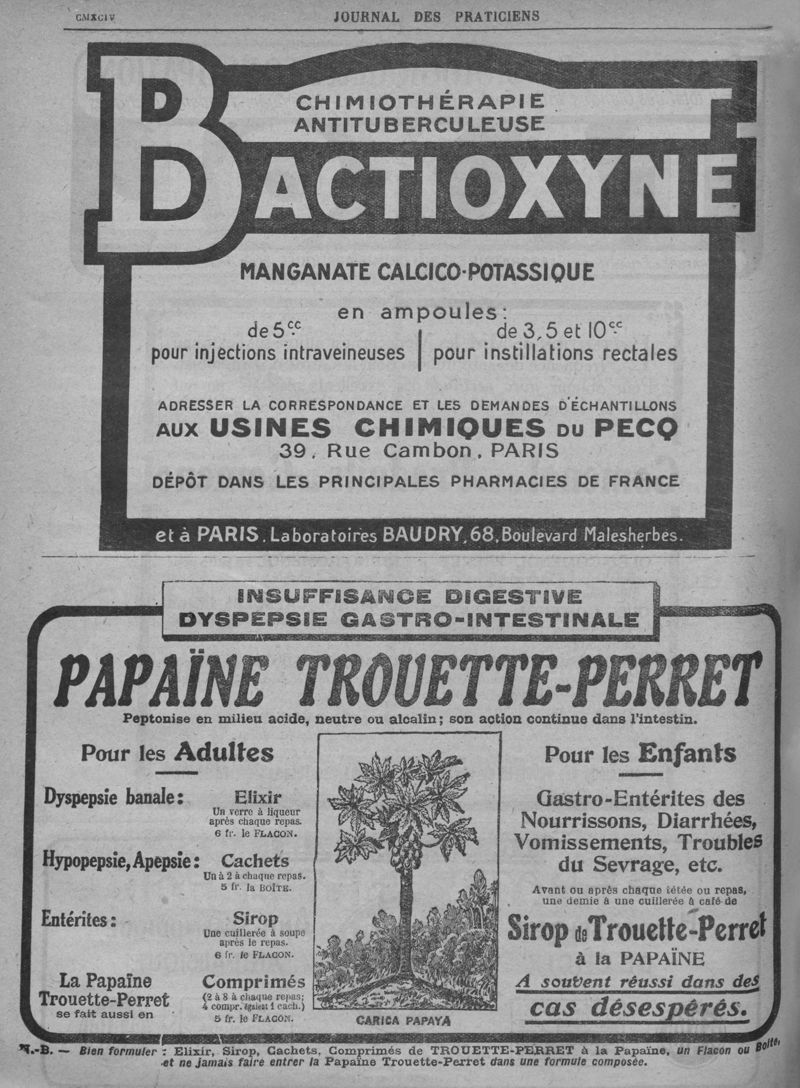 CMXCIV
JOURNAL DES PRATICIENS
CHIMIOTHÉRAPIE
ANTITUBERCULEUSE
BACTIOXYNE
MANGANATE CALCICO-POTASSIQUE
en ampoules:
de 5cc
pour injections intraveineuses
de 3, 5 et 10cc
pour instillations rectales
ADRESSER LA CORRESPONDANCE ET LES DEMANDES D'ÉCHANTILLONS
AUX USINES CHIMIQUES DU PECQ
39, Rue Cambon, PARIS
DÉPÔT DANS LES PRINCIPALES PHARMACIES DE FRANCE
et à PARIS, Laboratoires BAUDRY, 68, Boulevard Malesherbes.
INSUFFISANCE DIGESTIVE
DYSPEPSIE GASTRO-INTESTINALE
PAPAÏNE TROUETTE-PERRET
Peptonise en milieu acide, neutre ou alcalin; son action continue dans l'intestin.
Pour les Adultes
Dyspepsie banale: Elixir
Un verre à liqueur
après chaque repas.
6 fr. le FLACON.
Hypopepsie, Apepsie: Cachets
Un à 2 à chaque repas.
5 fr. la BOÎTE.
Entérites: Sirop
Une cuillerée à soupe
après le repas.
6 fr. le FLACON.
La Papaïne
Trouette-Perret
se fait aussi en
Comprimés
(2 à 8 à chaque repas;
4 compr. égalent 1 cach.)
5 fr. le FLACON.
CARICA PAPAYA
Pour les Enfants
Gastro-Entérites des
Nourrissons, Diarrhées,
Vomissements, Troubles
du Sevrage, etc.
Avant ou après chaque tétée ou repas,
une demie à une cuillerée à café de
Sirop de Trouette-Perret
à la PAPAÏNE
A souvent réussi dans des
cas désespérés.
N.-B. — Bien formuler : Elixir, Sirop, Cachets, Comprimés de TROUETTE-PERRET à la Papaïne, un Flacon ou Boîte,
et ne jamais faire entrer la Papaïne Trouette-Perret dans une formule composée.